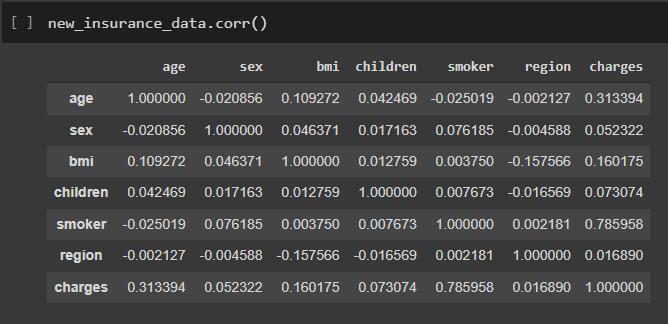 [ ] new_insurance_data.corr()
age sex bmi children smoker region charges
age 1.000000 -0.020856 0.109272 0.042469 -0.025019 -0.002127 0.313394
sex -0.020856 1.000000 0.046371 0.017163 0.076185 -0.004588 0.052322
bmi 0.109272 0.046371 1.000000 0.012759 0.003750 -0.157566 0.160175
children 0.042469 0.017163 0.012759 1.000000 0.007673 -0.016569 0.073074
smoker -0.025019 0.076185 0.003750 0.007673 1.000000 0.002181 0.785958
region -0.002127 -0.004588 -0.157566 -0.016569 0.002181 1.000000 0.016890
charges 0.313394 0.052322 0.160175 0.073074 0.785958 0.016890 1.000000